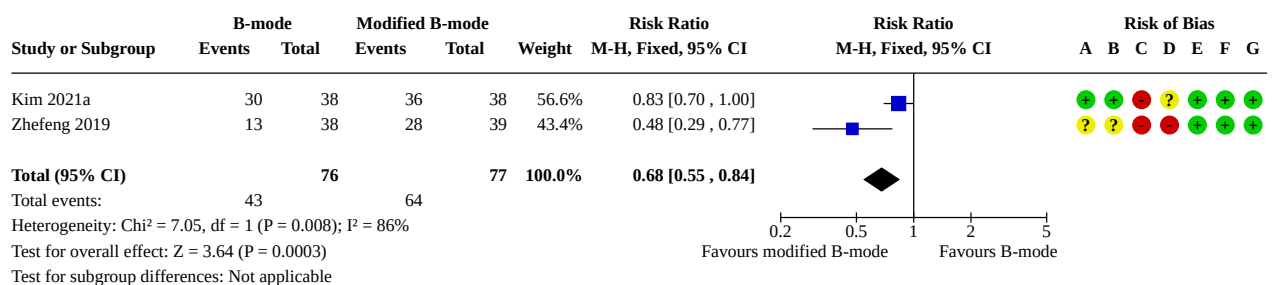 B-mode Modified B-mode Risk Ratio Risk Ratio Risk of Bias
Study or Subgroup Events Total Events Total Weight M-H, Fixed, 95% CI M-H, Fixed, 95% CI A B C D E F G
Kim 2021a 30 38 36 38 56.6% 0.83 [0.70 , 1.00] + + - ? + + +
Zhefeng 2019 13 38 28 39 43.4% 0.48 [0.29 , 0.77] ? ? - - + + +
Total (95% CI) 76 77 100.0% 0.68 [0.55 , 0.84]
Total events: 43 64
Heterogeneity: Chi² = 7.05, df = 1 (P = 0.008); I² = 86% 0.2 0.5 1 2 5
Test for overall effect: Z = 3.64 (P = 0.0003) Favours modified B-mode Favours B-mode
Test for subgroup differences: Not applicable